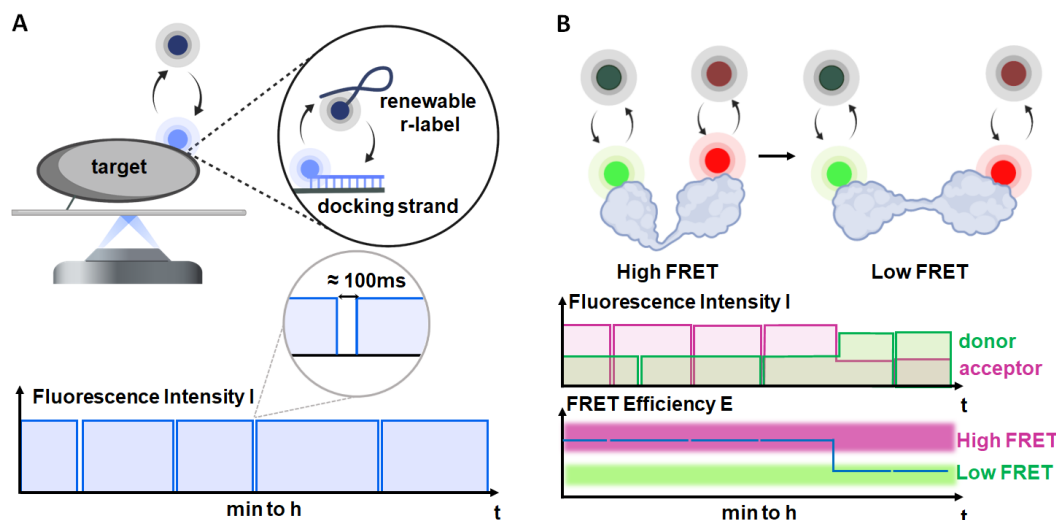 A
target
renewable
r-label
docking strand
≈ 100ms
Fluorescence Intensity I
min to h
t
B
High FRET
Low FRET
Fluorescence Intensity I
donor
acceptor
t
FRET Efficiency E
High FRET
Low FRET
min to h
t